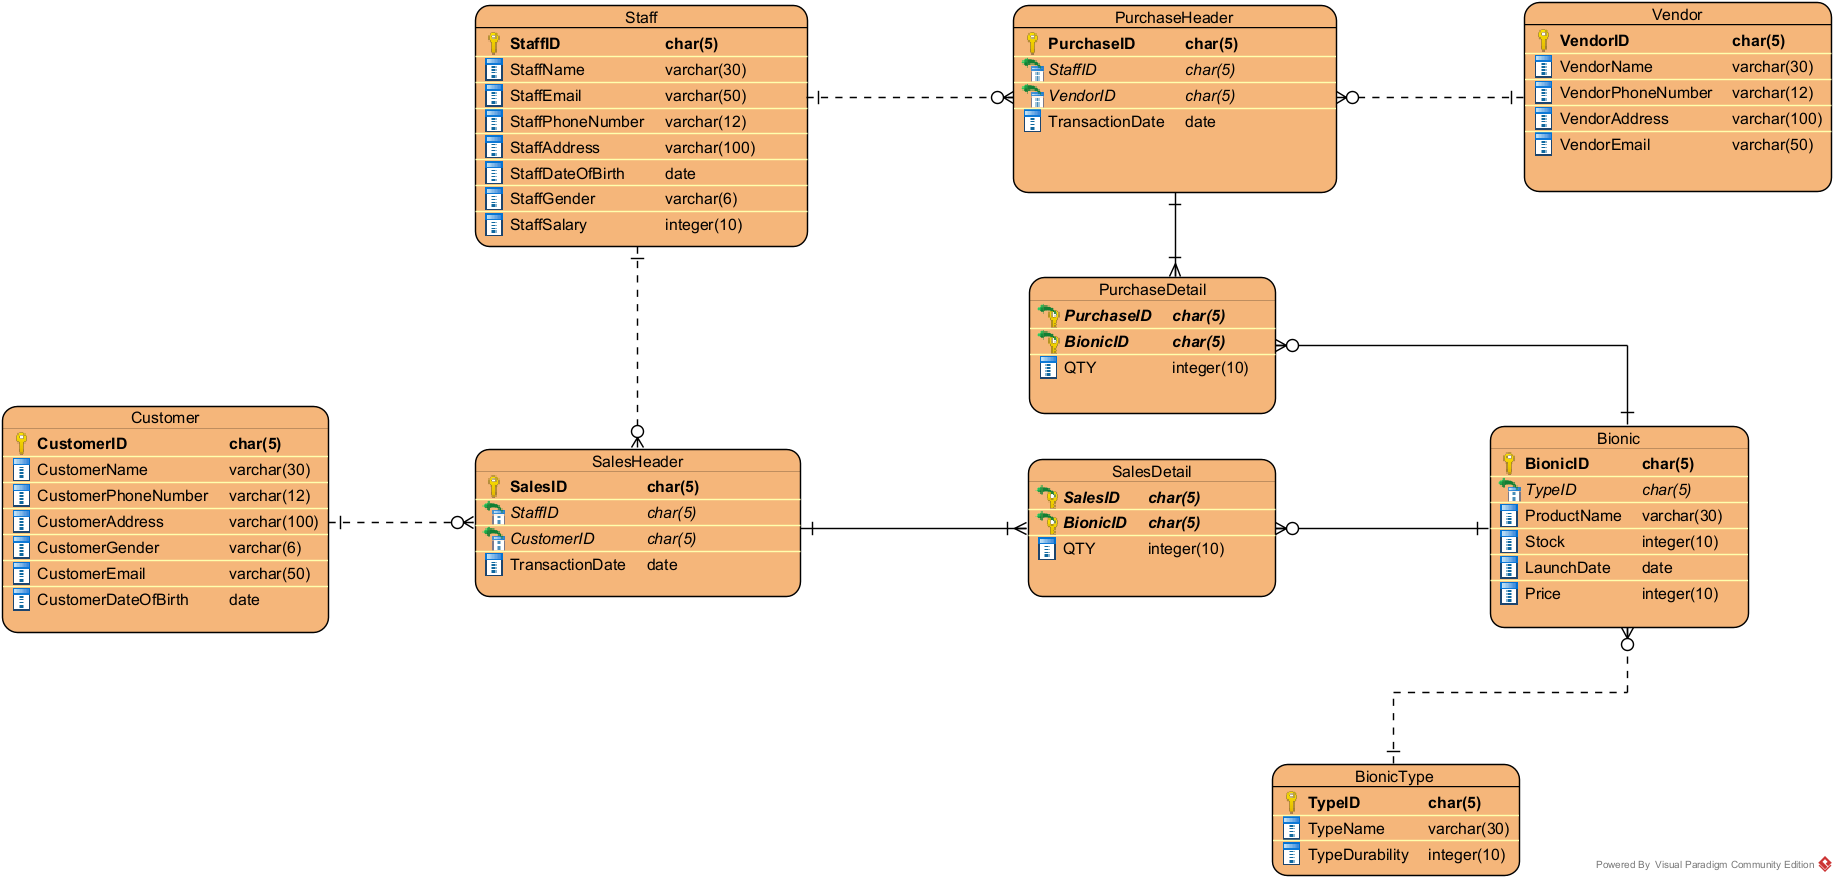 Staff
StaffID char(5)
StaffName varchar(30)
StaffEmail varchar(50)
StaffPhoneNumber varchar(12)
StaffAddress varchar(100)
StaffDateOfBirth date
StaffGender varchar(6)
StaffSalary integer(10)
PurchaseHeader
PurchaseID char(5)
StaffID char(5)
VendorID char(5)
TransactionDate date
Vendor
VendorID char(5)
VendorName varchar(30)
VendorPhoneNumber varchar(12)
VendorAddress varchar(100)
VendorEmail varchar(50)
PurchaseDetail
PurchaseID char(5)
BionicID char(5)
QTY integer(10)
Customer
CustomerID char(5)
CustomerName varchar(30)
CustomerPhoneNumber varchar(12)
CustomerAddress varchar(100)
CustomerGender varchar(6)
CustomerEmail varchar(50)
CustomerDateOfBirth date
SalesHeader
SalesID char(5)
StaffID char(5)
CustomerID char(5)
TransactionDate date
SalesDetail
SalesID char(5)
BionicID char(5)
QTY integer(10)
Bionic
BionicID char(5)
TypeID char(5)
ProductName varchar(30)
Stock integer(10)
LaunchDate date
Price integer(10)
BionicType
TypeID char(5)
TypeName varchar(30)
TypeDurability integer(10)
Powered By Visual Paradigm Community Edition